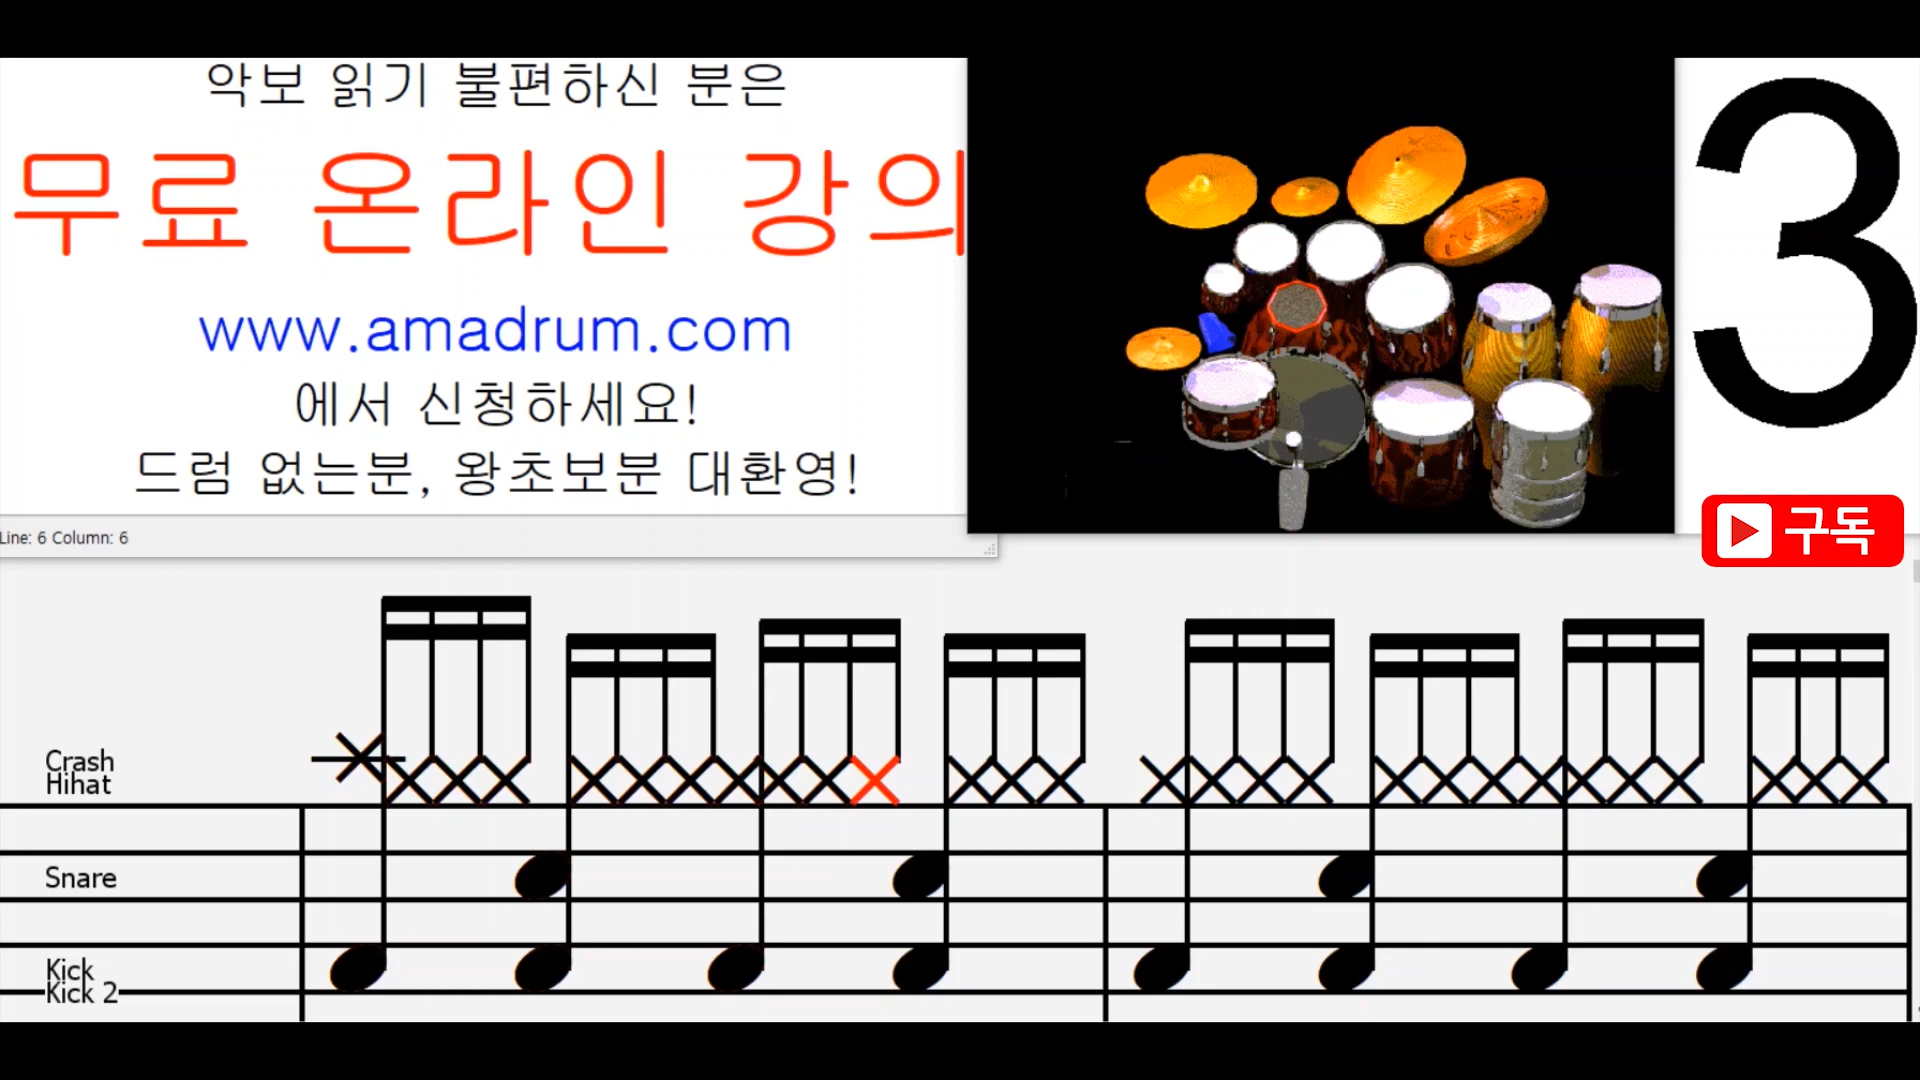 악보 읽기 불편하신 분은
무료 온라인 강의
www.amadrum.com
에서 신청하세요!
드럼 없는분, 왕초보분 대환영!
3
구독
Line: 6 Column: 6
Crash
Hihat
Snare
Kick
Kick 2